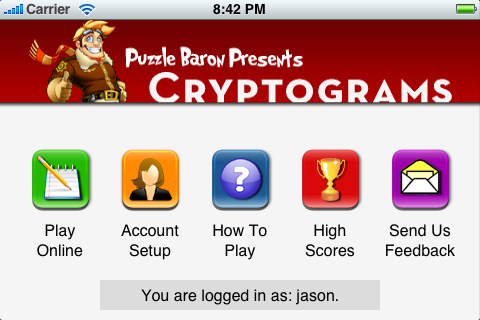 Carrier 8:42 PM
Puzzle Baron Presents
Cryptograms
Play Online
Account Setup
How To Play
High Scores
Send Us Feedback
You are logged in as: jason.